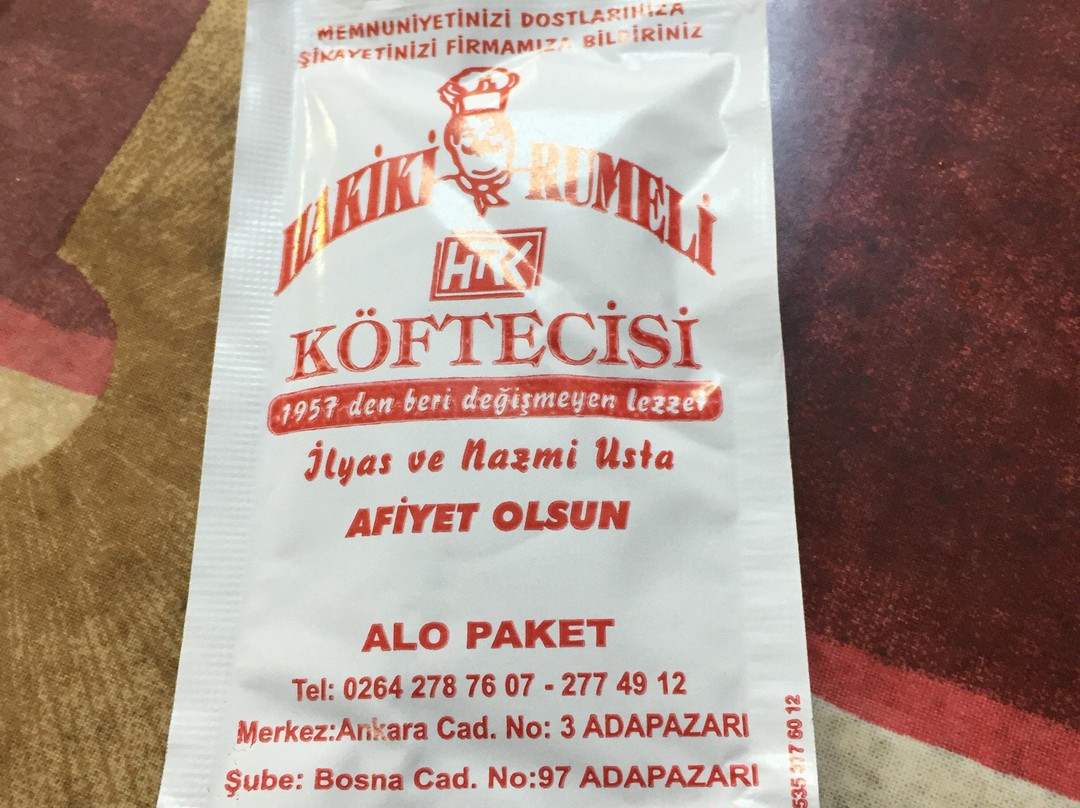 MEMNUNİYETİNİZİ DOSTLARINIZA
ŞİKAYETİNİZİ FİRMAMIZA BİLDİRİNİZ
HAKİKİ RUMELİ
HRK
KÖFTECİSİ
1957 den beri değişmeyen lezzet
İlyas ve Nazmi Usta
AFİYET OLSUN
ALO PAKET
Tel: 0264 278 76 07 - 277 49 12
Merkez:Ankara Cad. No: 3 ADAPAZARI
Şube: Bosna Cad. No:97 ADAPAZARI